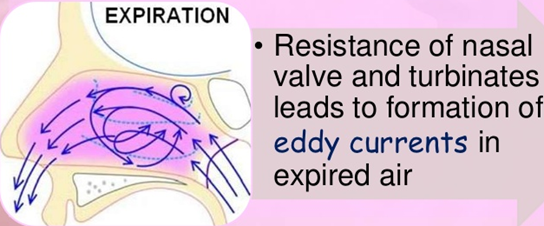 EXPIRATION
• Resistance of nasal
valve and turbinates
leads to formation of
eddy currents in
expired air